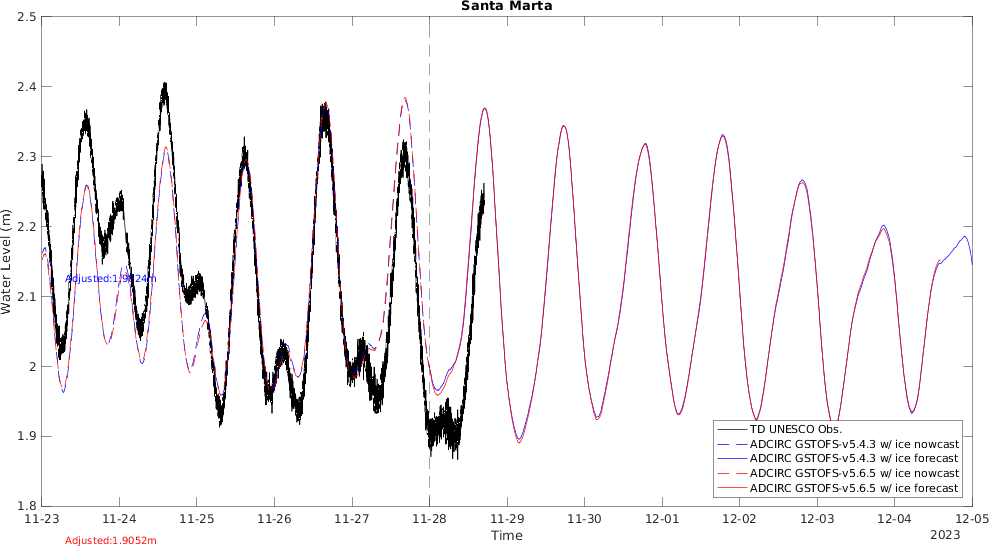 Santa Marta
2.5
2.4
2.3
2.2
2.1
2
1.9
1.8
Water Level (m)
11-23 11-24 11-25 11-26 11-27 11-28 11-29 11-30 12-01 12-02 12-03 12-04 12-05
Time
2023
TD UNESCO Obs.
ADCIRC GSTOFS-v5.4.3 w/ ice nowcast
ADCIRC GSTOFS-v5.4.3 w/ ice forecast
ADCIRC GSTOFS-v5.6.5 w/ ice nowcast
ADCIRC GSTOFS-v5.6.5 w/ ice forecast
Adjusted:1.9052m